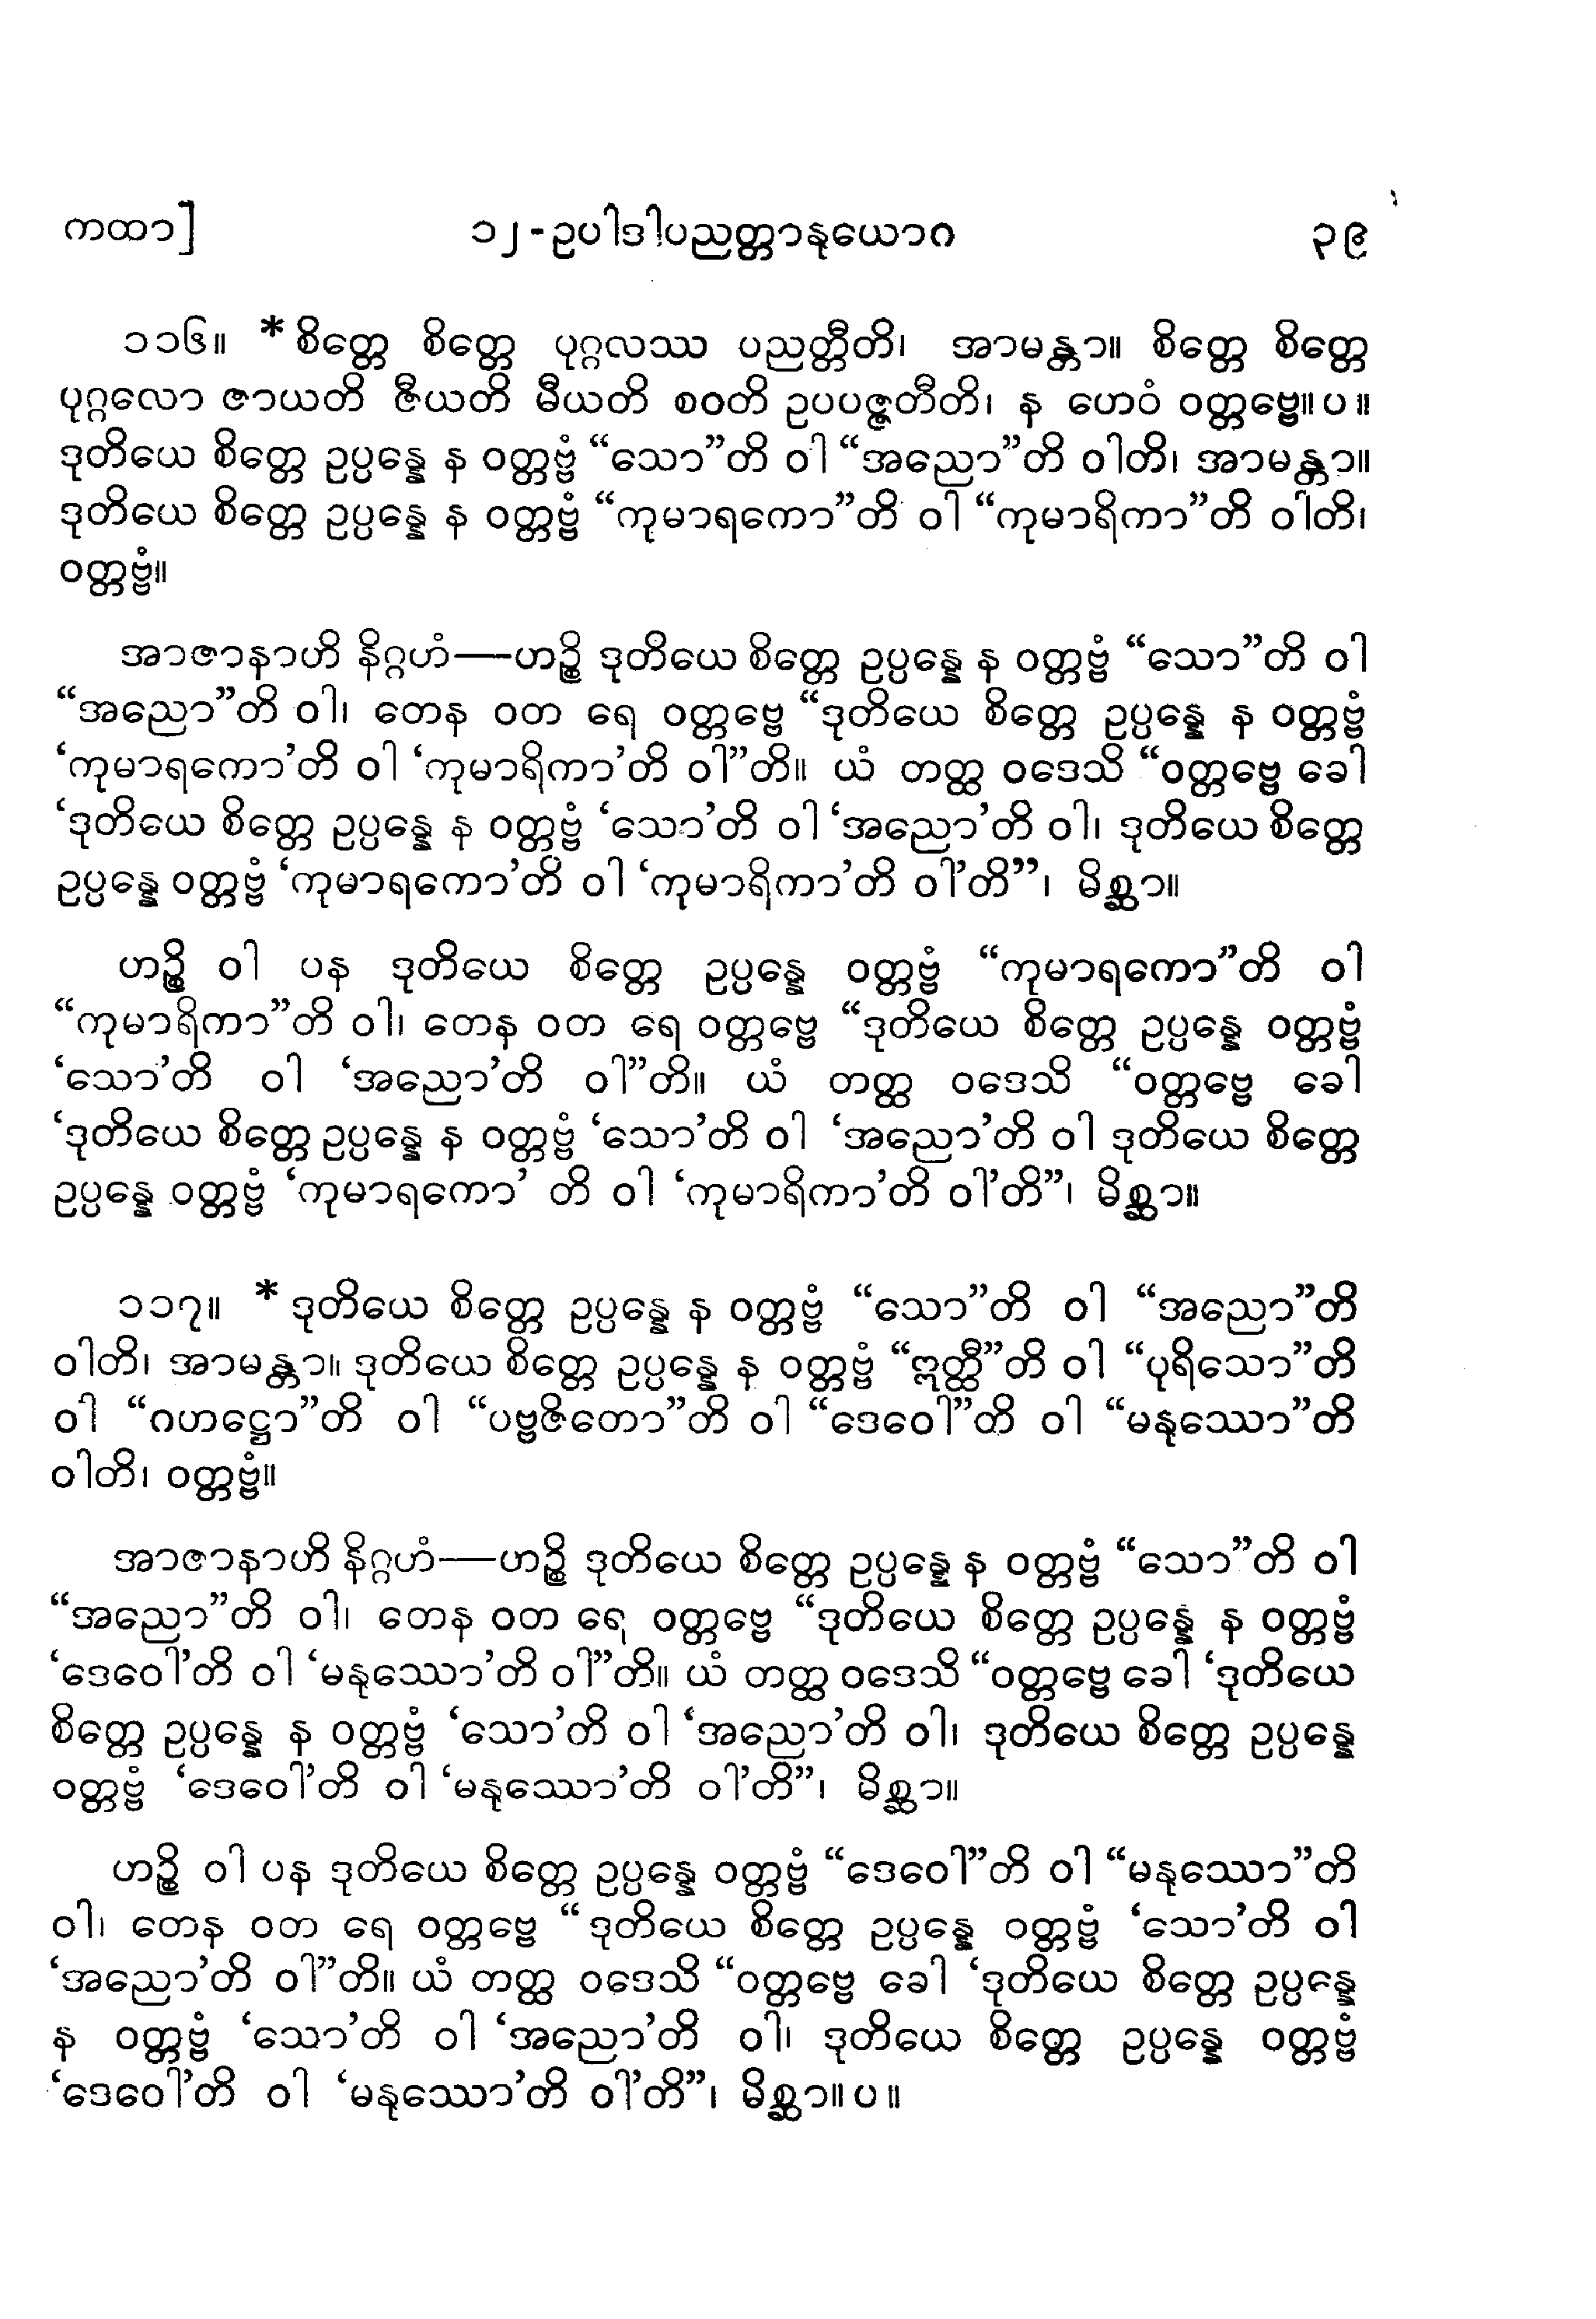 ကထာ] ၁၂-ဥပါဒါပညတ္တာနုယောဂ ၃၉
၁၁၆။ *စိတ္တေ စိတ္တေ ပုဂ္ဂလဿ ပညတ္တီတိ၊ အာမန္တာ။ စိတ္တေ စိတ္တေ
ပုဂ္ဂလော ဇာယတိ ဇီယတိ မီယတိ စဝတိ ဥပပဇ္ဇတီတိ၊ န ဟေဝံ ဝတ္တဗ္ဗေ။ပ။
ဒုတိယေ စိတ္တေ ဥပ္ပန္နေ န ဝတ္တဗ္ဗံ “သော”တိ ဝါ “အညော”တိ ဝါတိ၊ အာမန္တာ။
ဒုတိယေ စိတ္တေ ဥပ္ပန္နေ န ဝတ္တဗ္ဗံ “ကုမာရကော”တိ ဝါ “ကုမာရိကာ”တိ ဝါတိ၊
ဝတ္တဗ္ဗံ။
အာဇာနာဟိ နိဂ္ဂဟံ—ဟဉ္စိ ဒုတိယေ စိတ္တေ ဥပ္ပန္နေ န ဝတ္တဗ္ဗံ “သော”တိ ဝါ
“အညော”တိ ဝါ၊ တေန ဝတ ရေ ဝတ္တဗ္ဗေ “ဒုတိယေ စိတ္တေ ဥပ္ပန္နေ န ဝတ္တဗ္ဗံ
‘ကုမာရကော’တိ ဝါ ‘ကုမာရိကာ’တိ ဝါ”တိ။ ယံ တတ္ထ ဝဒေသိ “ဝတ္တဗ္ဗေ ခေါ
‘ဒုတိယေ စိတ္တေ ဥပ္ပန္နေ န ဝတ္တဗ္ဗံ ‘သော’တိ ဝါ ‘အညော’တိ ဝါ၊ ဒုတိယေ စိတ္တေ
ဥပ္ပန္နေ ဝတ္တဗ္ဗံ ‘ကုမာရကော’တိ ဝါ ‘ကုမာရိကာ’တိ ဝါ’တိ”၊ မိစ္ဆာ။
ဟဉ္စိ ဝါ ပန ဒုတိယေ စိတ္တေ ဥပ္ပန္နေ ဝတ္တဗ္ဗံ “ကုမာရကော”တိ ဝါ
“ကုမာရိကာ”တိ ဝါ၊ တေန ဝတ ရေ ဝတ္တဗ္ဗေ “ဒုတိယေ စိတ္တေ ဥပ္ပန္နေ ဝတ္တဗ္ဗံ
‘သော’တိ ဝါ ‘အညော’တိ ဝါ”တိ။ ယံ တတ္ထ ဝဒေသိ “ဝတ္တဗ္ဗေ ခေါ
‘ဒုတိယေ စိတ္တေ ဥပ္ပန္နေ န ဝတ္တဗ္ဗံ ‘သော’တိ ဝါ ‘အညော’တိ ဝါ ဒုတိယေ စိတ္တေ
ဥပ္ပန္နေ ဝတ္တဗ္ဗံ ‘ကုမာရကော’ တိ ဝါ ‘ကုမာရိကာ’တိ ဝါ’တိ”၊ မိစ္ဆာ။
၁၁၇။ *ဒုတိယေ စိတ္တေ ဥပ္ပန္နေ န ဝတ္တဗ္ဗံ “သော”တိ ဝါ “အညော”တိ
ဝါတိ၊ အာမန္တာ။ ဒုတိယေ စိတ္တေ ဥပ္ပန္နေ န ဝတ္တဗ္ဗံ “ဣတ္ထီ”တိ ဝါ “ပုရိသော”တိ
ဝါ “ဂဟဋ္ဌော”တိ ဝါ “ပဗ္ဗဇိတော”တိ ဝါ “ဒေဝေါ”တိ ဝါ “မနုဿော”တိ
ဝါတိ၊ ဝတ္တဗ္ဗံ။
အာဇာနာဟိ နိဂ္ဂဟံ—ဟဉ္စိ ဒုတိယေ စိတ္တေ ဥပ္ပန္နေ န ဝတ္တဗ္ဗံ “သော”တိ ဝါ
“အညော”တိ ဝါ၊ တေန ဝတ ရေ ဝတ္တဗ္ဗေ “ဒုတိယေ စိတ္တေ ဥပ္ပန္နေ န ဝတ္တဗ္ဗံ
‘ဒေဝေါ’တိ ဝါ ‘မနုဿော’တိ ဝါ”တိ။ ယံ တတ္ထ ဝဒေသိ “ဝတ္တဗ္ဗေ ခေါ ‘ဒုတိယေ
စိတ္တေ ဥပ္ပန္နေ န ဝတ္တဗ္ဗံ ‘သော’တိ ဝါ ‘အညော’တိ ဝါ၊ ဒုတိယေ စိတ္တေ ဥပ္ပန္နေ
ဝတ္တဗ္ဗံ ‘ဒေဝေါ’တိ ဝါ ‘မနုဿော’တိ ဝါ’တိ”၊ မိစ္ဆာ။
ဟဉ္စိ ဝါ ပန ဒုတိယေ စိတ္တေ ဥပ္ပန္နေ ဝတ္တဗ္ဗံ “ဒေဝေါ”တိ ဝါ “မနုဿော”တိ
ဝါ၊ တေန ဝတ ရေ ဝတ္တဗ္ဗေ “ဒုတိယေ စိတ္တေ ဥပ္ပန္နေ ဝတ္တဗ္ဗံ ‘သော’တိ ဝါ
‘အညော’တိ ဝါ”တိ။ ယံ တတ္ထ ဝဒေသိ “ဝတ္တဗ္ဗေ ခေါ ‘ဒုတိယေ စိတ္တေ ဥပ္ပန္နေ
န ဝတ္တဗ္ဗံ ‘သော’တိ ဝါ ‘အညော’တိ ဝါ၊ ဒုတိယေ စိတ္တေ ဥပ္ပန္နေ ဝတ္တဗ္ဗံ
‘ဒေဝေါ’တိ ဝါ ‘မနုဿော’တိ ဝါ’တိ”၊ မိစ္ဆာ။ပ။